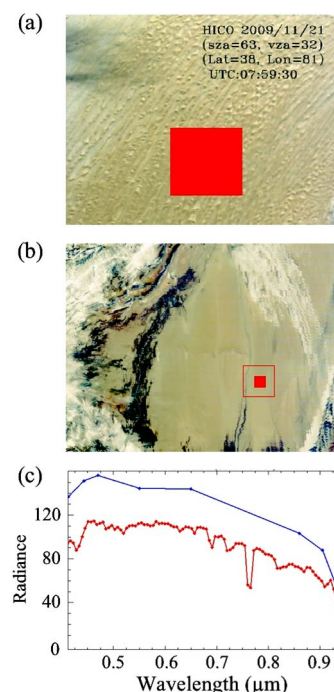 (a)
HICO 2009/11/21
(sza=63, vza=32)
(Lat=38, Lon=81)
UTC:07:59:30
(b)
(c)
120
80
40
0
Radiance
0.5 0.6 0.7 0.8 0.9
Wavelength (µm)